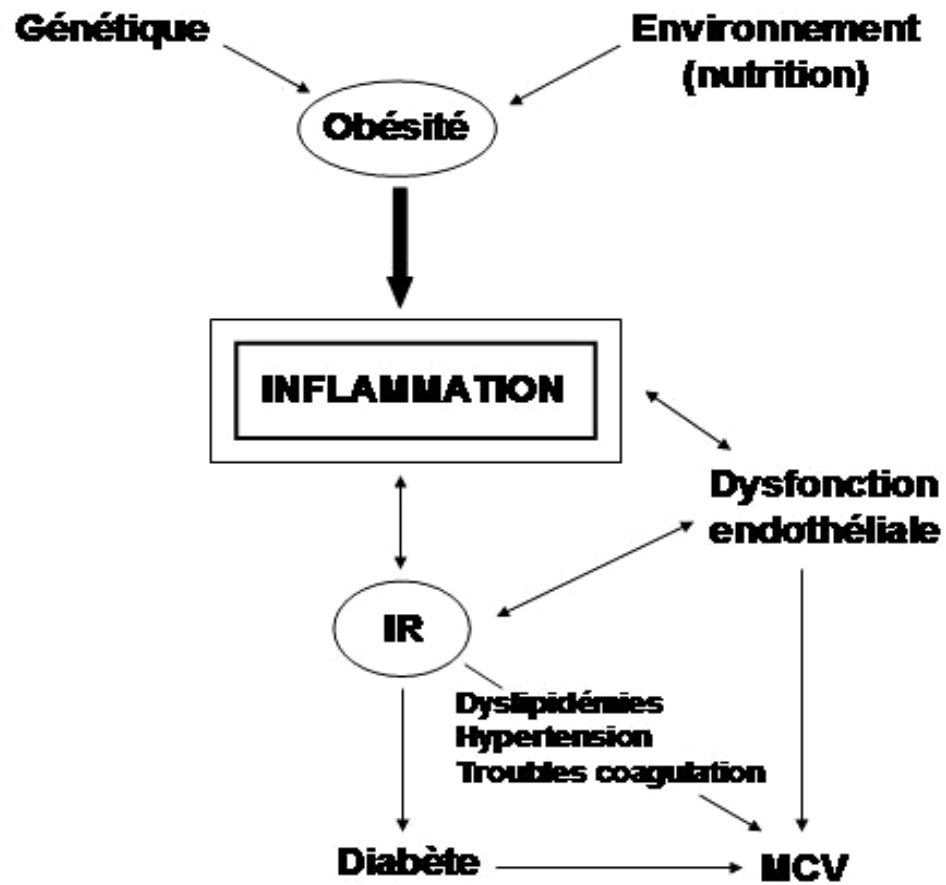 Génétique
Environnement
(nutrition)
Obésité
INFLAMMATION
Dysfonction
endothéliale
IR
Dyslipidémies
Hypertension
Troubles coagulation
Diabète
MCV